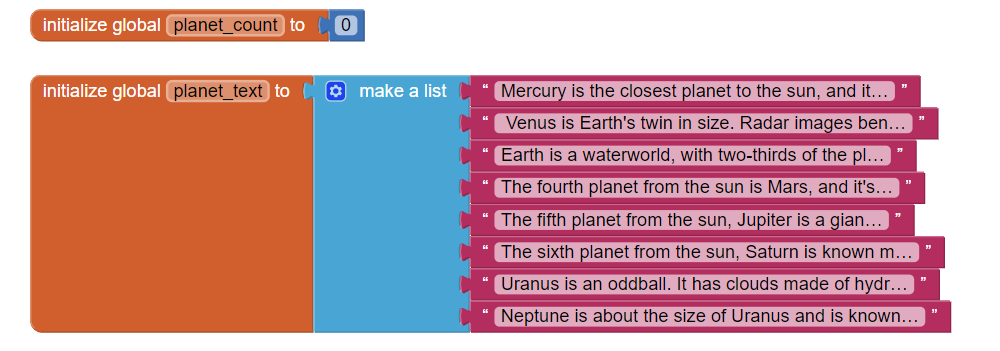 initialize global planet_count to 0
initialize global planet_text to make a list “ Mercury is the closest planet to the sun, and it... ”
“ Venus is Earth's twin in size. Radar images ben... ”
“ Earth is a waterworld, with two-thirds of the pl... ”
“ The fourth planet from the sun is Mars, and it's... ”
“ The fifth planet from the sun, Jupiter is a gian... ”
“ The sixth planet from the sun, Saturn is known m... ”
“ Uranus is an oddball. It has clouds made of hydr... ”
“ Neptune is about the size of Uranus and is known... ”